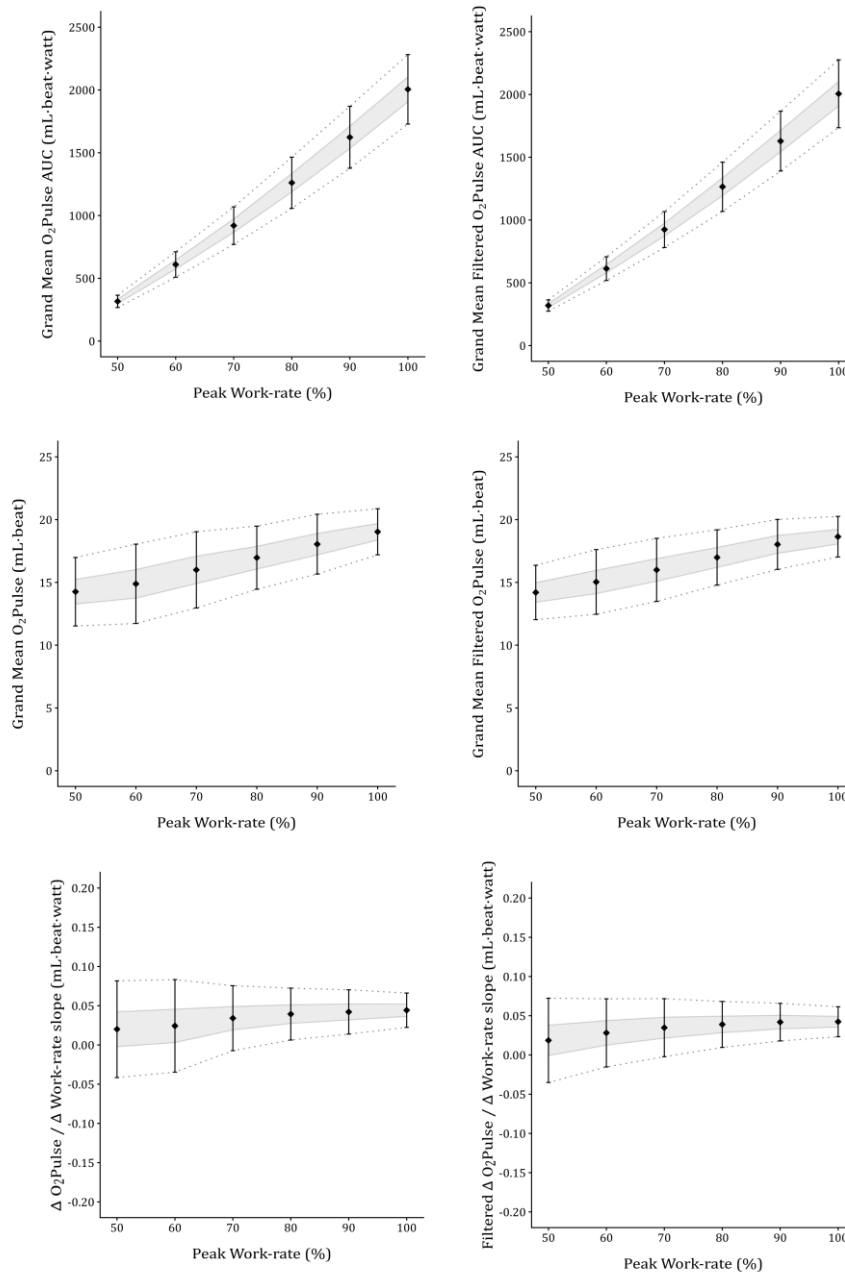 Grand Mean O₂Pulse AUC (mL·beat·watt)
2500
2000
1500
1000
500
0
50 60 70 80 90 100
Peak Work-rate (%)
Grand Mean Filtered O₂Pulse AUC (mL·beat·watt)
2500
2000
1500
1000
500
0
50 60 70 80 90 100
Peak Work-rate (%)
Grand Mean O₂Pulse (mL·beat)
25
20
15
10
5
0
50 60 70 80 90 100
Peak Work-rate (%)
Grand Mean Filtered O₂Pulse (mL·beat)
25
20
15
10
5
0
50 60 70 80 90 100
Peak Work-rate (%)
Δ O₂Pulse / Δ Work-rate slope (mL·beat·watt)
0.20
0.15
0.10
0.05
0.00
-0.05
-0.10
-0.15
-0.20
50 60 70 80 90 100
Peak Work-rate (%)
Filtered Δ O₂Pulse / Δ Work-rate slope (mL·beat·watt)
0.20
0.15
0.10
0.05
0.00
-0.05
-0.10
-0.15
-0.20
50 60 70 80 90 100
Peak Work-rate (%)